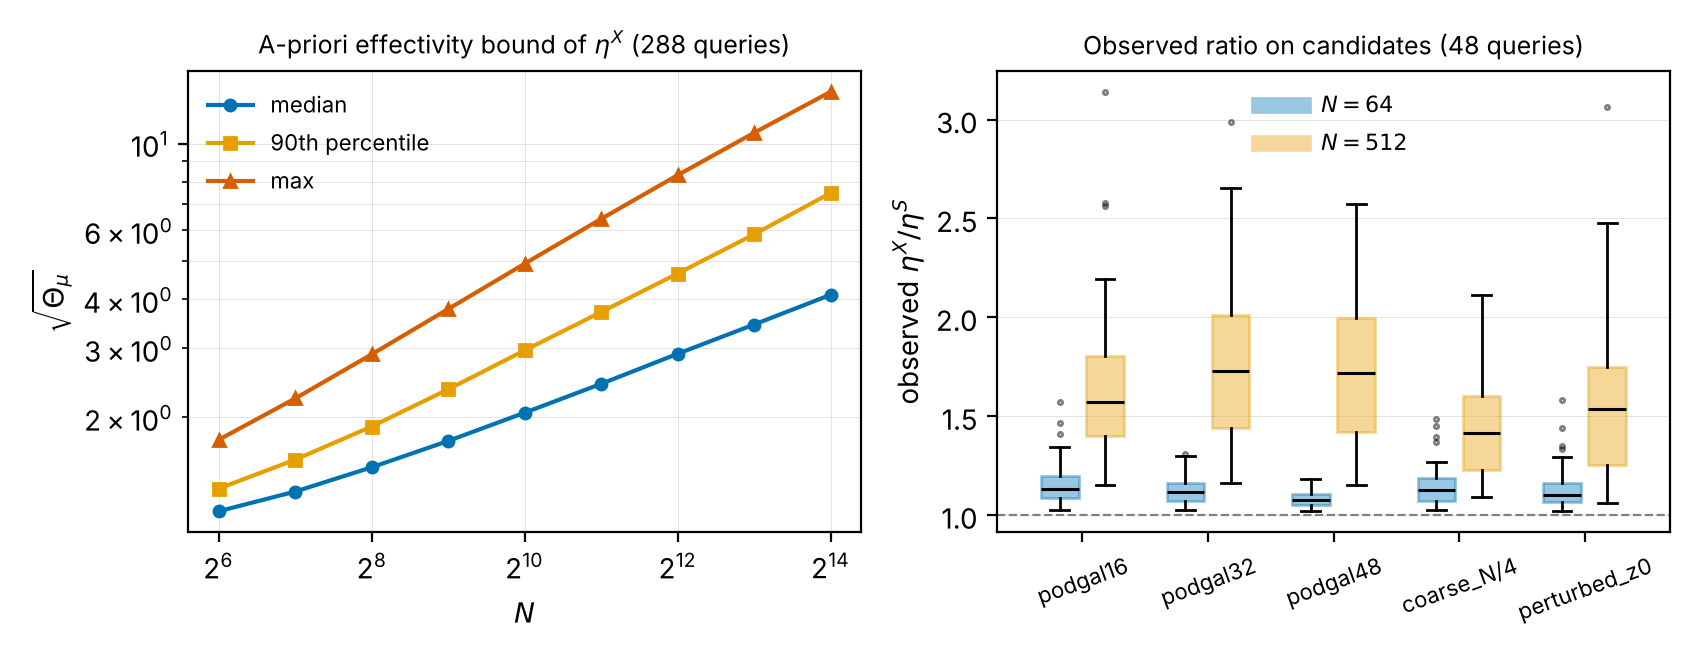 A-priori effectivity bound of η^X (288 queries)
median
90th percentile
max
10^1
6 × 10^0
4 × 10^0
3 × 10^0
2 × 10^0
√Θ_μ
2^6
2^8
2^10
2^12
2^14
N
Observed ratio on candidates (48 queries)
N = 64
N = 512
3.0
2.5
2.0
1.5
1.0
observed η^X/η^S
podgal16
podgal32
podgal48
coarse_N/4
perturbed_z0